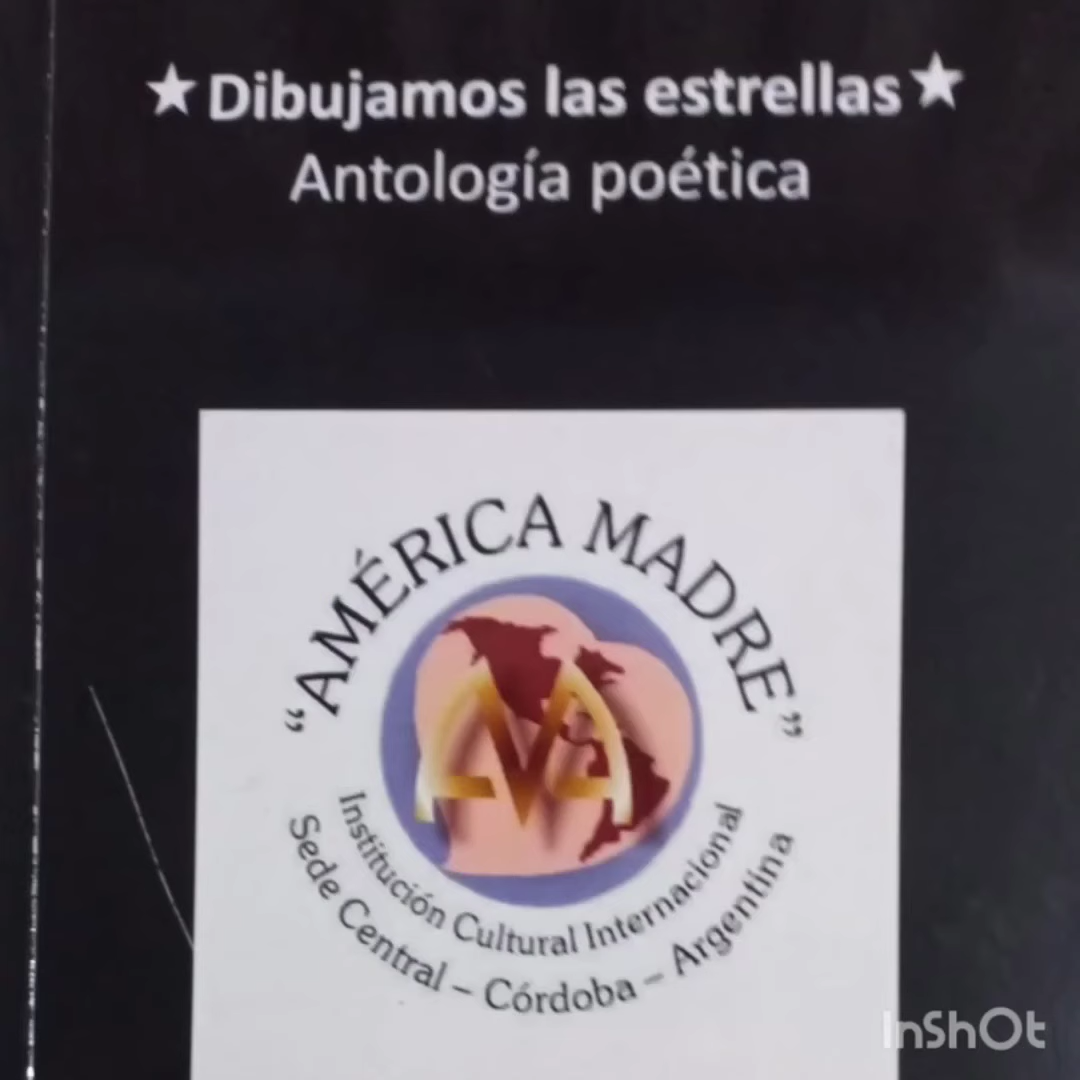 ★Dibujamos las estrellas★
Antología poética
"AMÉRICA MADRE"
Institución Cultural Internacional
Sede Central – Córdoba – Argentina
InShOt